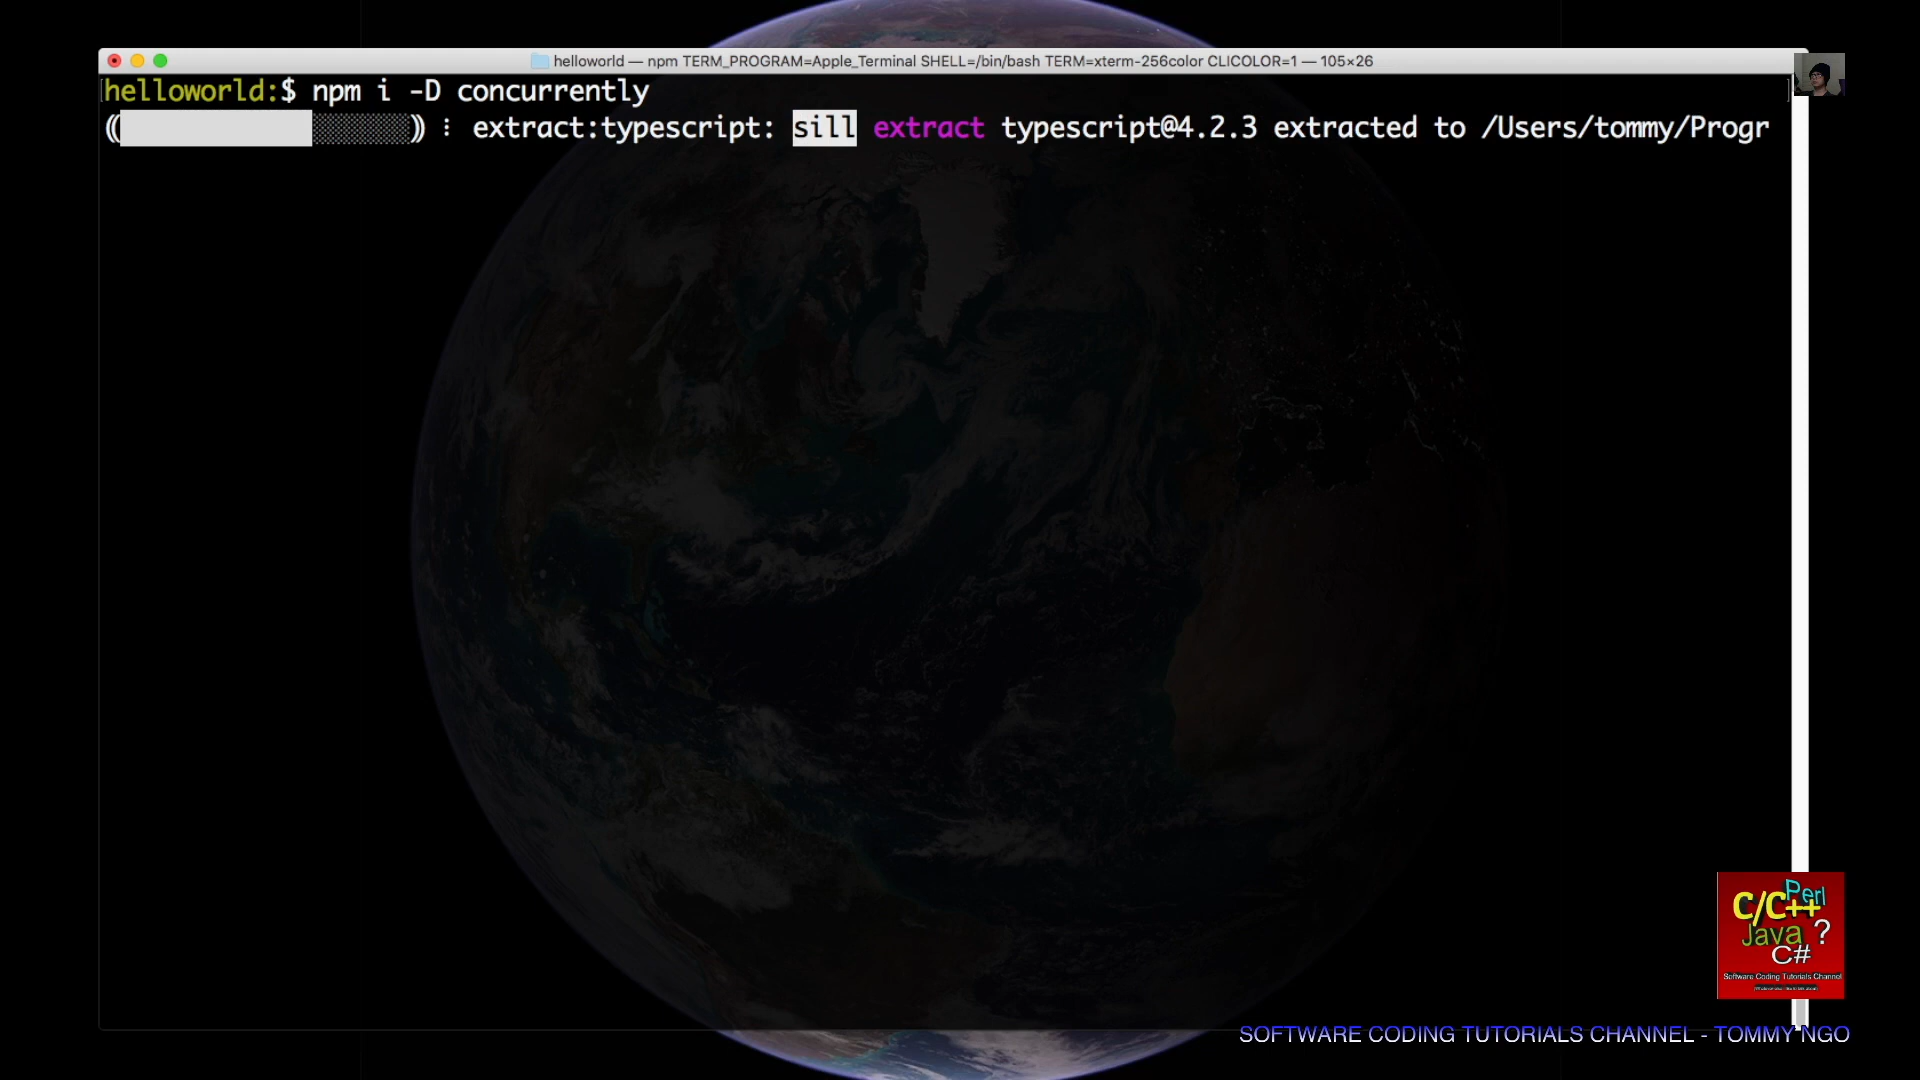 helloworld — npm TERM_PROGRAM=Apple_Terminal SHELL=/bin/bash TERM=xterm-256color CLICOLOR=1 — 105×26
helloworld:$ npm i -D concurrently
(( )) ⸽ extract:typescript: sill extract typescript@4.2.3 extracted to /Users/tommy/Progr
Perl
C/C++
Java ?
C#
Software Coding Tutorials Channel
SOFTWARE CODING TUTORIALS CHANNEL - TOMMY NGO